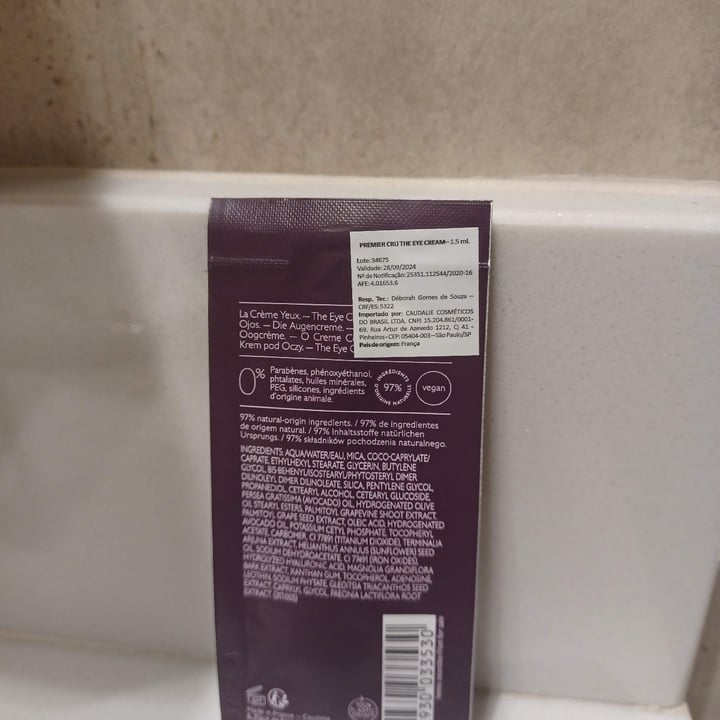 PREMIER CRU THE EYE CREAM–1.5 ml.
Lote:34675
Validade: 28/09/2024
Nº de Notificação: 25351.112544/2020-16
AFE: 4.01653.6
Resp. Tec.: Déborah Gomes de Souza –
CRF/ES: 5322
Importado por: CAUDALIE COSMÉTICOS
DO BRASIL LTDA. CNPJ 15.204.861/0001-
69, Rua Artur de Azevedo 1212, CJ 41 -
Pinheiros- CEP: 05404-003 –São Paulo/SP
País de origem: França
La Crème Yeux. — The Eye
Ojos. — Die Augencreme. —
Oogcrème. — O Creme
Krem pod Oczy. — The Eye
0%
Parabènes, phénoxyéthanol,
phtalates, huiles minérales,
PEG, silicones, ingrédients
d'origine animale.
INGRÉDIENTS
97%
D'ORIGINE NATURELLE
vegan
97% natural-origin ingredients. / 97% de ingredientes
de origem natural. / 97% Inhaltsstoffe natürlichen
Ursprungs. / 97% składników pochodzenia naturalnego.
INGREDIENTS: AQUA/WATER/EAU, MICA, COCO-CAPRYLATE/
CAPRATE, ETHYLHEXYL STEARATE, GLYCERIN, BUTYLENE
GLYCOL, BIS-BEHENYL/ISOSTEARYL/PHYTOSTERYL DIMER
DILINOLEYL DIMER DILINOLEATE, SILICA, PENTYLENE GLYCOL,
PROPANEDIOL, CETEARYL ALCOHOL, CETEARYL GLUCOSIDE,
PERSEA GRATISSIMA (AVOCADO) OIL, HYDROGENATED OLIVE
OIL STEARYL ESTERS, PALMITOYL GRAPEVINE SHOOT EXTRACT,
PALMITOYL GRAPE SEED EXTRACT, OLEIC ACID, HYDROGENATED
AVOCADO OIL, POTASSIUM CETYL PHOSPHATE, TOCOPHERYL
ACETATE, CARBOMER, CI 77891 (TITANIUM DIOXIDE), TERMINALIA
ARJUNA EXTRACT, HELIANTHUS ANNUUS (SUNFLOWER) SEED
OIL, SODIUM DEHYDROACETATE, CI 77491 (IRON OXIDES),
HYDROLYZED HYALURONIC ACID, MAGNOLIA GRANDIFLORA
BARK EXTRACT, XANTHAN GUM, TOCOPHEROL, ADENOSINE,
LECITHIN, SODIUM PHYTATE, GLEDITSIA TRIACANTHOS SEED
EXTRACT, CAPRYLYL GLYCOL, PAEONIA LACTIFLORA ROOT
EXTRACT
930 033530
Made in France — Caudalie